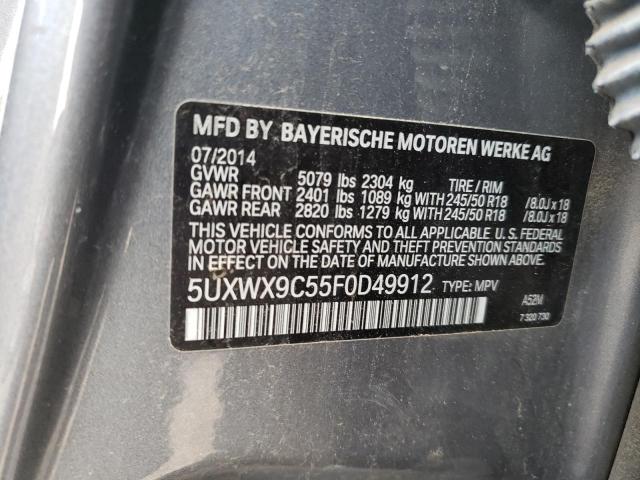 MFD BY BAYERISCHE MOTOREN WERKE AG
07/2014
GVWR 5079 lbs 2304 kg TIRE / RIM
GAWR FRONT 2401 lbs 1089 kg WITH 245/50 R18 /8.0J x 18
GAWR REAR 2820 lbs 1279 kg WITH 245/50 R18 /8.0J x 18
THIS VEHICLE CONFORMS TO ALL APPLICABLE U. S. FEDERAL
MOTOR VEHICLE SAFETY AND THEFT PREVENTION
STANDARDS IN EFFECT ON THE DATE OF MANUFACTURE
SHOWN ABOVE.
5UXWX9C55F0D49912 TYPE: MPV
A52M
7 320 730